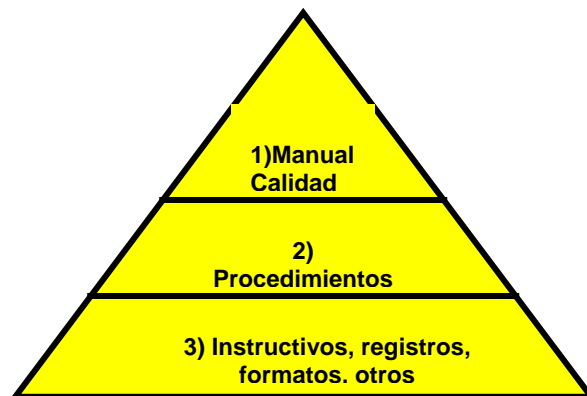 1)Manual
Calidad
2)
Procedimientos
3) Instructivos, registros,
formatos. otros